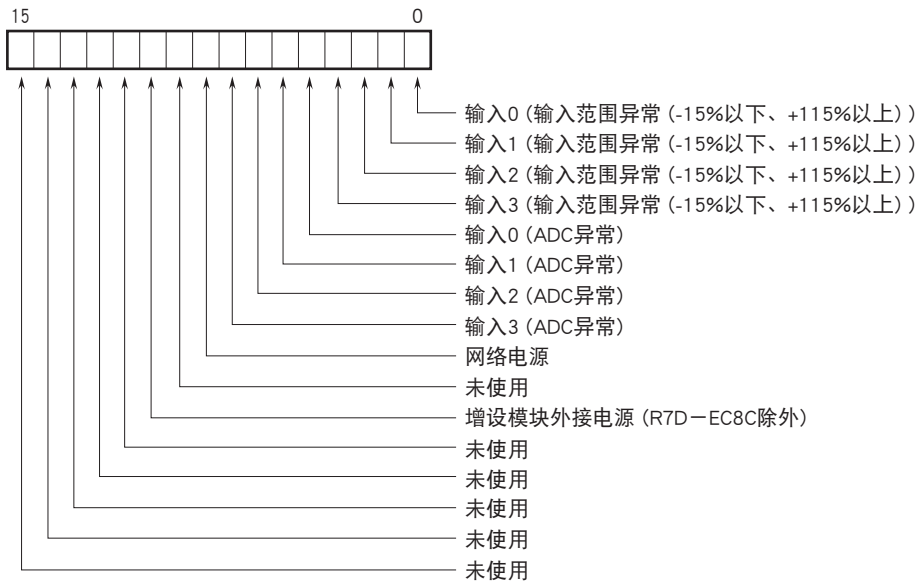 15 0
输入0 (输入范围异常 (-15%以下、+115%以上) )
输入1 (输入范围异常 (-15%以下、+115%以上) )
输入2 (输入范围异常 (-15%以下、+115%以上) )
输入3 (输入范围异常 (-15%以下、+115%以上) )
输入0 (ADC异常)
输入1 (ADC异常)
输入2 (ADC异常)
输入3 (ADC异常)
网络电源
未使用
增设模块外接电源 (R7D－EC8C除外)
未使用
未使用
未使用
未使用
未使用